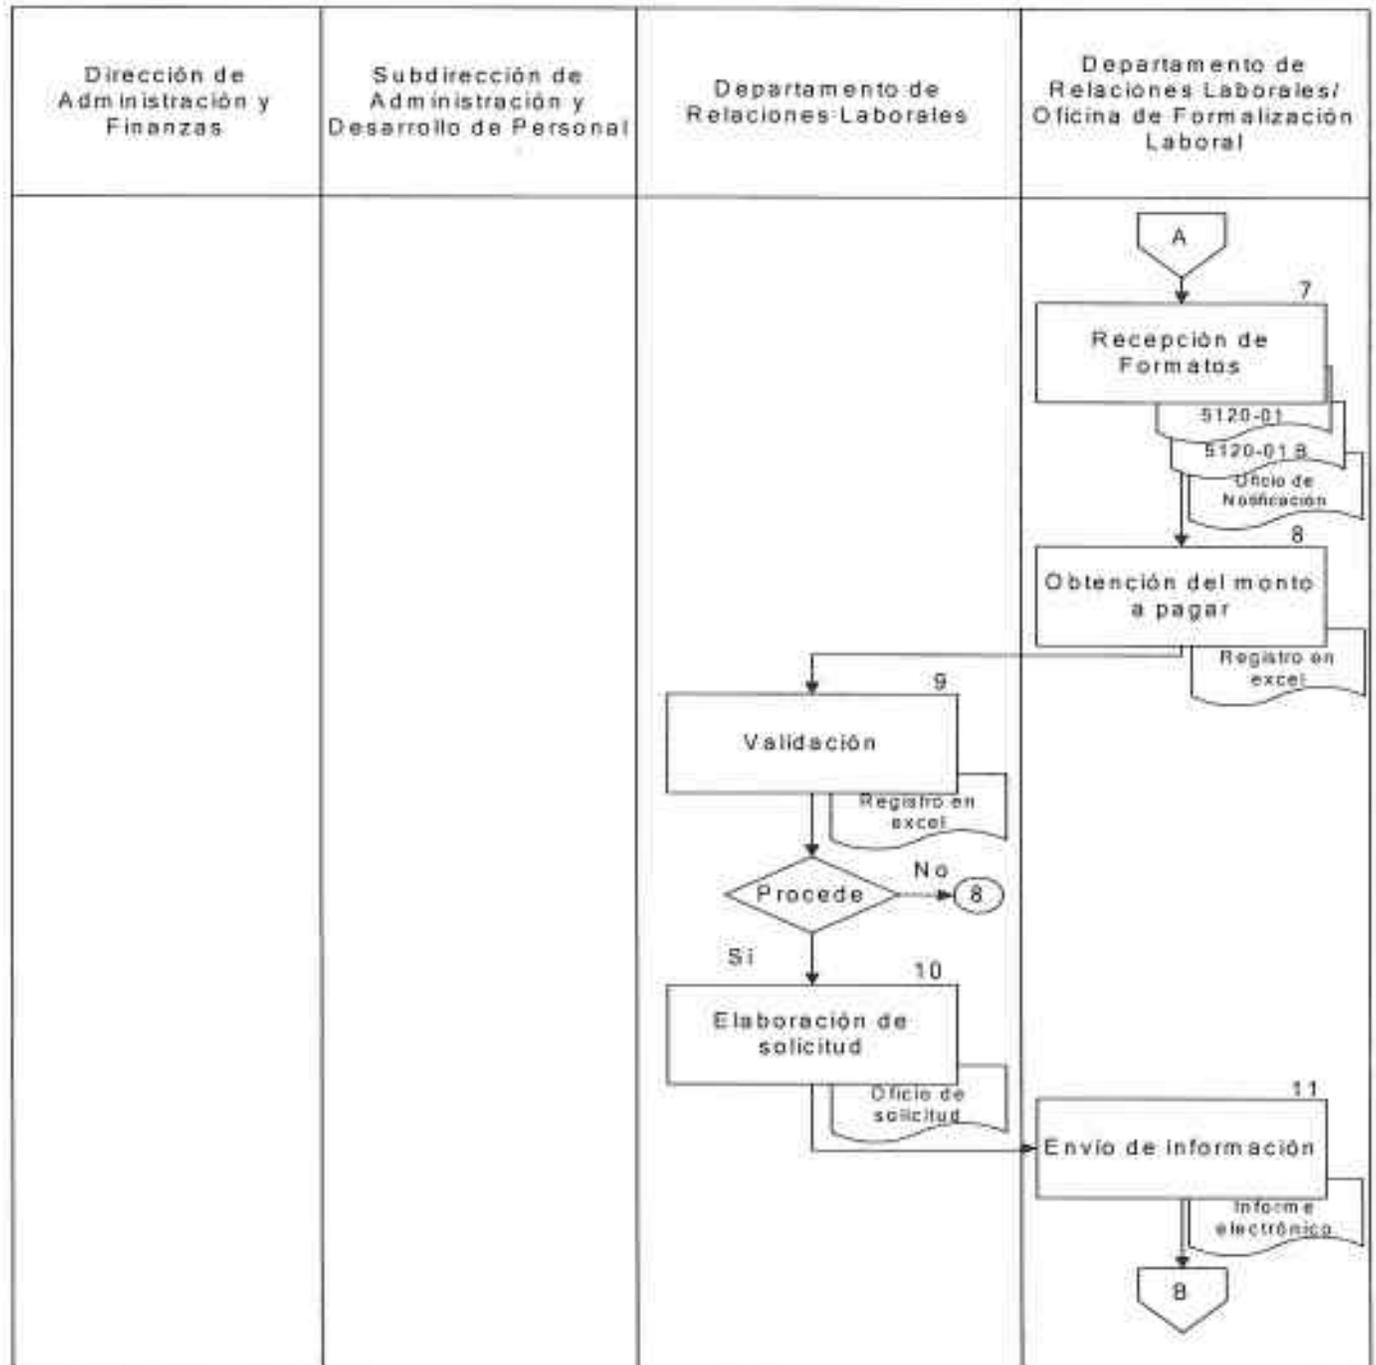 Dirección de
Administración y
Finanzas
Subdirección de
Administración y
Desarrollo de Personal
Departamento de
Relaciones Laborales
Departamento de
Relaciones Laborales/
Oficina de Formalización
Laboral
A
7
Recepción de
Formatos
5120-01
5120-01 B
Oficio de
Notificación
8
Obtención del monto
a pagar
Registro en
excel
9
Validación
Registro en
excel
Procede
No
8
Si
10
Elaboración de
solicitud
Oficio de
solicitud
11
Envío de información
Informe
electrónico
B